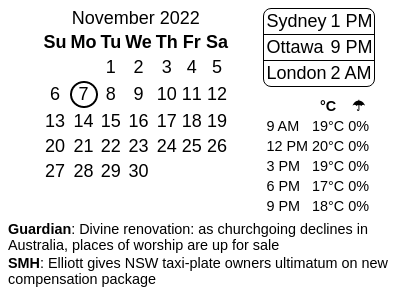 November 2022
Su Mo Tu We Th Fr Sa
1 2 3 4 5
6 7 8 9 10 11 12
13 14 15 16 17 18 19
20 21 22 23 24 25 26
27 28 29 30
Sydney 1 PM
Ottawa 9 PM
London 2 AM
°C ☂
9 AM 19°C 0%
12 PM 20°C 0%
3 PM 19°C 0%
6 PM 17°C 0%
9 PM 18°C 0%
Guardian: Divine renovation: as churchgoing declines in
Australia, places of worship are up for sale
SMH: Elliott gives NSW taxi-plate owners ultimatum on new
compensation package